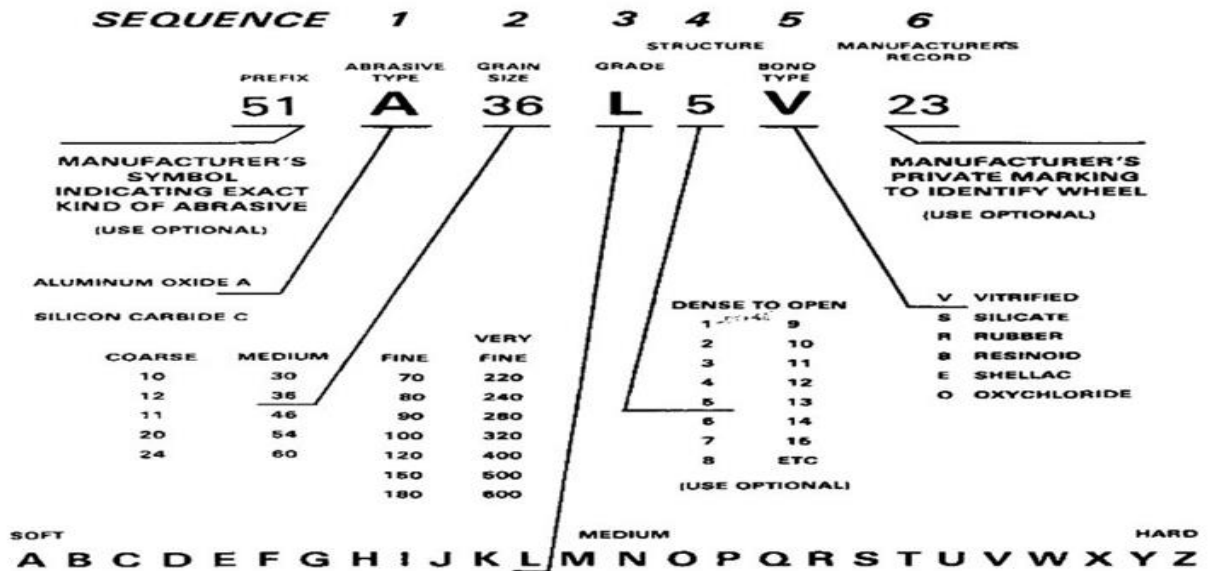 SEQUENCE 1 2 3 4 5 6
STRUCTURE MANUFACTURER'S RECORD
PREFIX ABRASIVE TYPE GRAIN SIZE GRADE BOND TYPE
51 A 36 L 5 V 23
MANUFACTURER'S
SYMBOL
INDICATING EXACT
KIND OF ABRASIVE
(USE OPTIONAL)
MANUFACTURER'S
PRIVATE MARKING
TO IDENTIFY WHEEL
(USE OPTIONAL)
ALUMINUM OXIDE A
SILICON CARBIDE C
COARSE MEDIUM FINE VERY FINE
10 30 70 220
12 36 80 240
11 46 90 280
20 54 100 320
24 60 120 400
150 500
180 600
DENSE TO OPEN
1 9
2 10
3 11
4 12
5 13
6 14
7 15
8 ETC
(USE OPTIONAL)
V VITRIFIED
S SILICATE
R RUBBER
B RESINOID
E SHELLAC
O OXYCHLORIDE
SOFT MEDIUM HARD
A B C D E F G H I J K L M N O P Q R S T U V W X Y Z